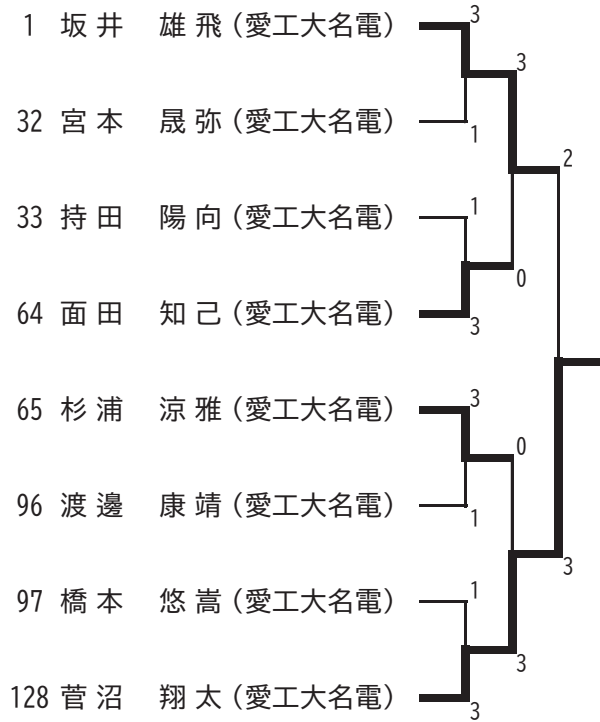 1 坂井 雄飛(愛工大名電) 3
3
32 宮本 晟弥(愛工大名電) 1
2
33 持田 陽向(愛工大名電) 1
0
64 面田 知己(愛工大名電) 3
65 杉浦 涼雅(愛工大名電) 3
0
96 渡邊 康靖(愛工大名電) 1
3
97 橋本 悠嵩(愛工大名電) 1
3
128 菅沼 翔太(愛工大名電) 3